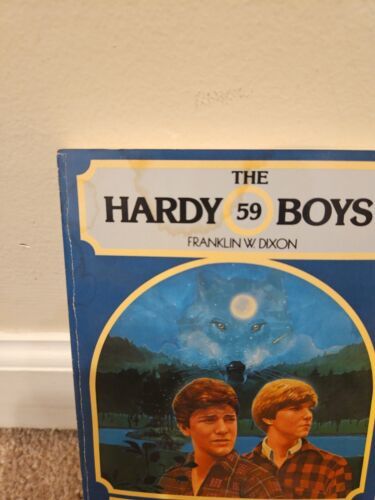 THE
HARDY 59 BOYS
FRANKLIN W. DIXON